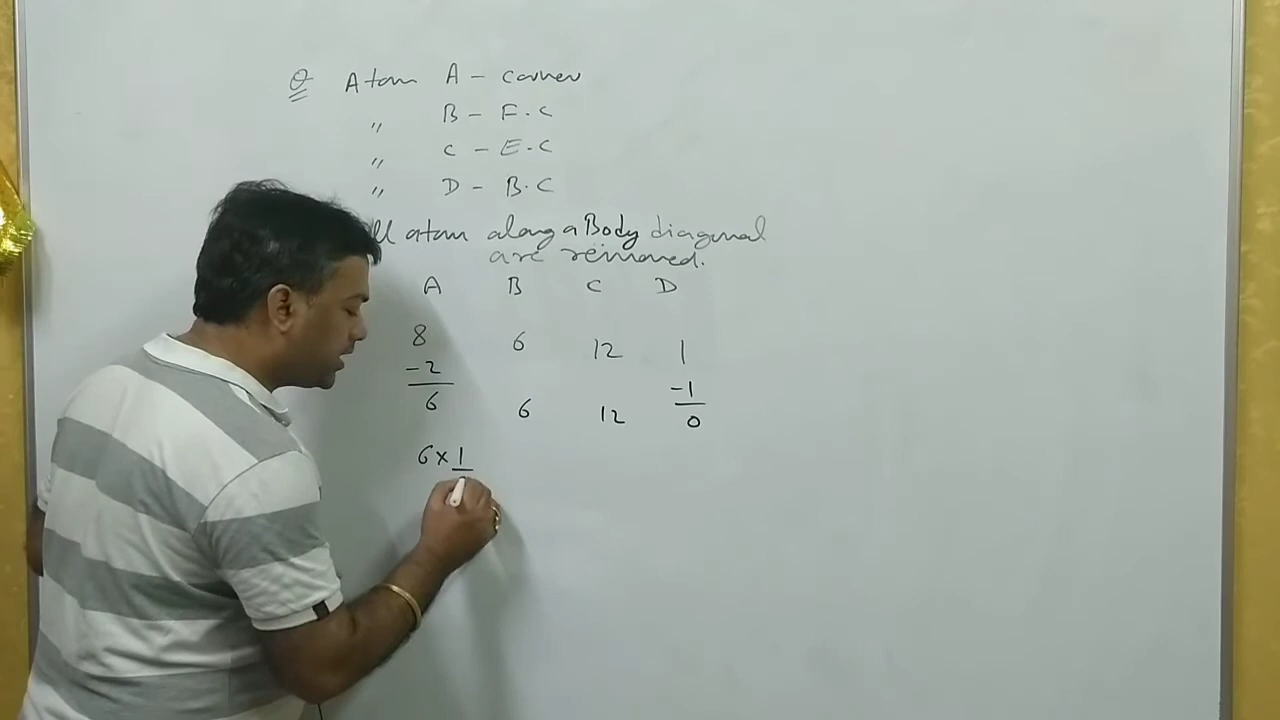 Q Atom A - corner
" B - F.C
" C - E.C
" D - B.C
atom along a Body diagonal
are removed.
A B C D
8 6 12 1
-2 -1
6 6 12 0
6 × 1